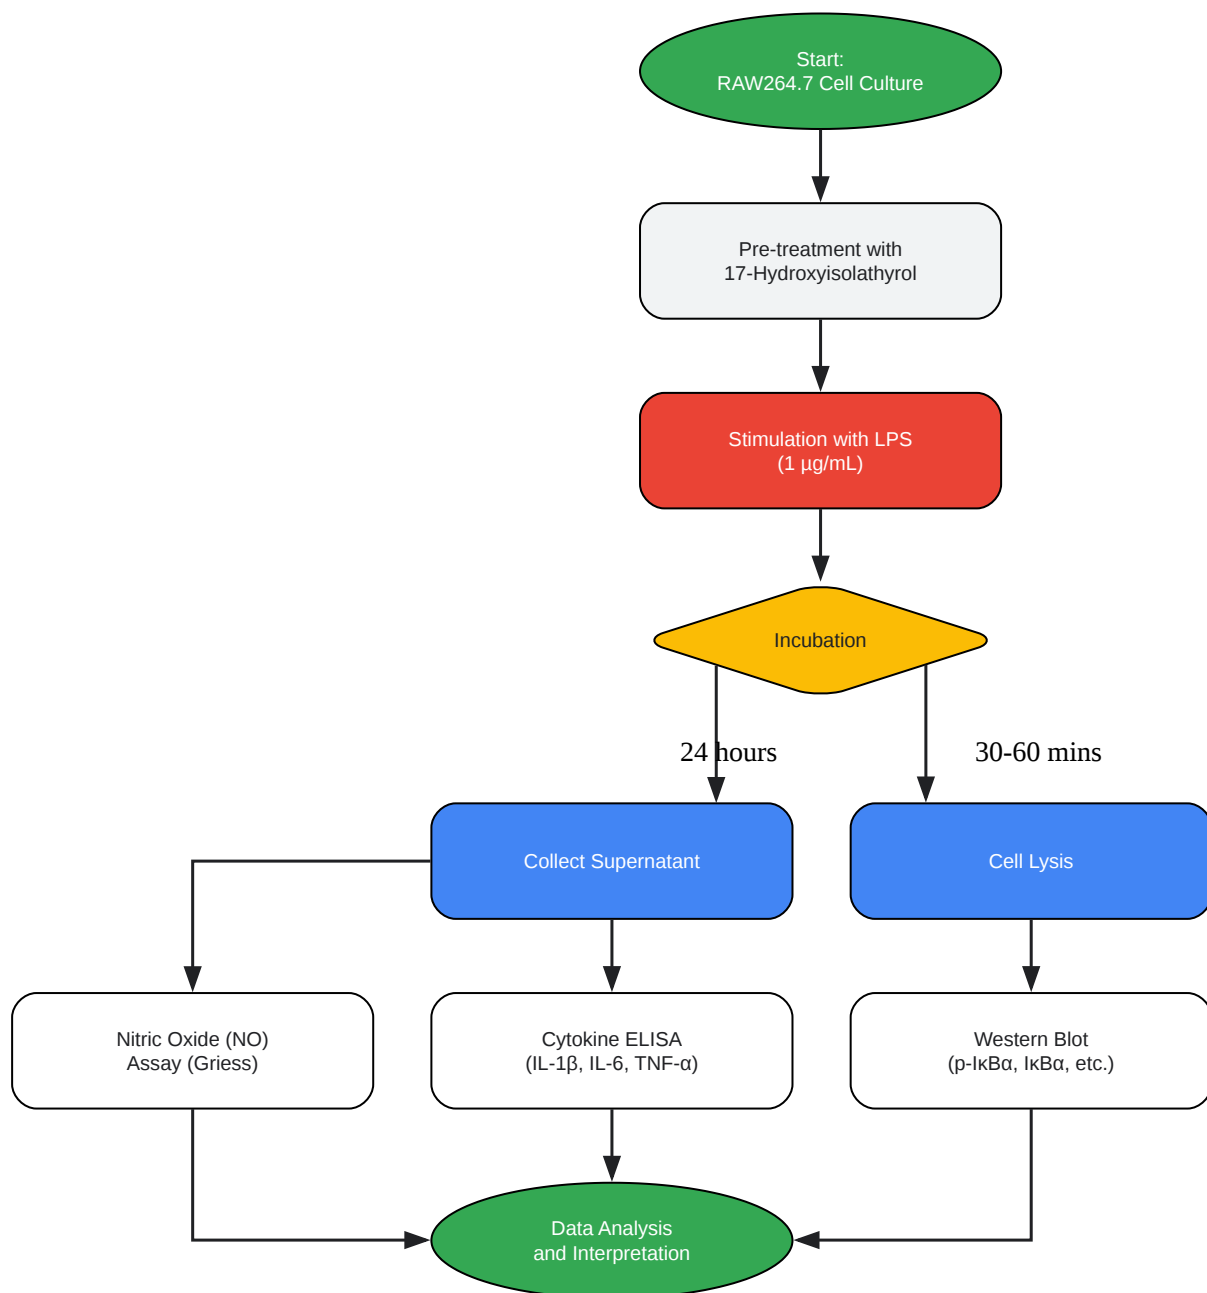 Start:
RAW264.7 Cell Culture
Pre-treatment with
17-Hydroxyisolathyrol
Stimulation with LPS
(1 µg/mL)
Incubation
24 hours
30-60 mins
Collect Supernatant
Cell Lysis
Nitric Oxide (NO)
Assay (Griess)
Cytokine ELISA
(IL-1β, IL-6, TNF-α)
Western Blot
(p-IκBα, IκBα, etc.)
Data Analysis
and Interpretation